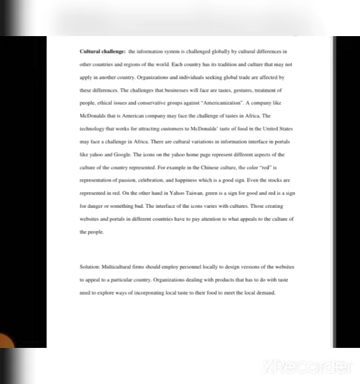 Cultural challenge: the information system is challenged globally by cultural differences in
other countries and regions of the world. Each country has its tradition and culture that may not
apply in another country. Organizations and individuals seeking global trade are affected by
these differences. The challenges that businesses will face are tastes, gestures, treatment of
people, ethical issues and conservative groups against "Americanization". A company like
McDonalds that is American company may face the challenge of tastes in Africa. The
technology that works for attracting customers to McDonalds' taste of food in the United States
may face a challenge in Africa. There are cultural variations in information interface in portals
like yahoo and Google. The icons on the yahoo home page represent different aspects of the
culture of the country represented. For example in the Chinese culture, the color "red" is
representation of passion, celebration, and happiness which is a good sign. Even the stocks are
represented in red. On the other hand in Yahoo Taiwan, green is a sign for good and red is a sign
for danger or something bad. The interface of the icons varies with cultures. Those creating
websites and portals in different countries have to pay attention to what appeals to the culture of
the people.
Solution: Multicultural firms should employ personnel locally to design versions of the websites
to appeal to a particular country. Organizations dealing with products that has to do with taste
need to explore ways of incorporating local taste to their food to meet the local demand.
XRecorder